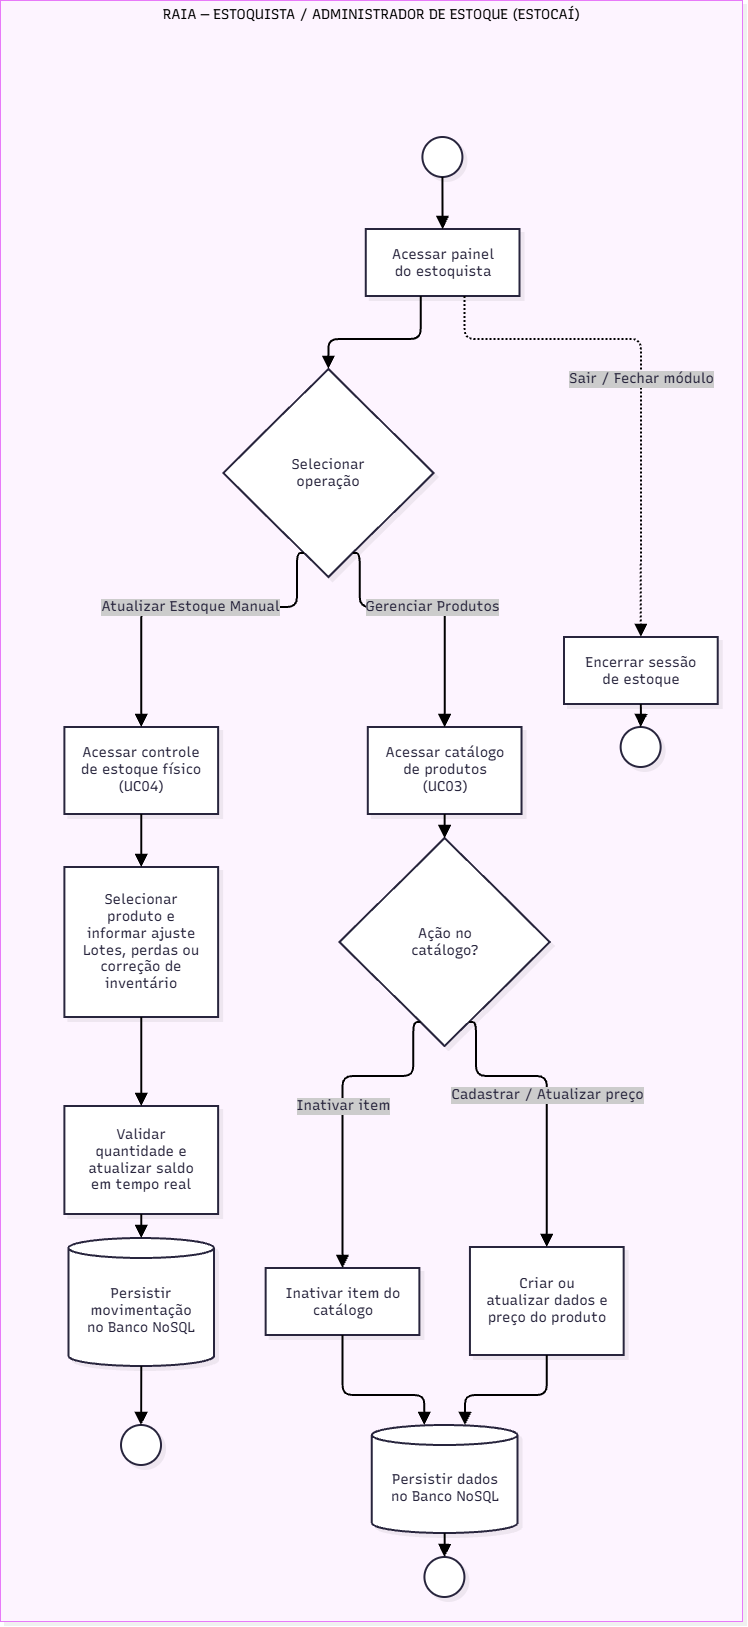 RAIA – ESTOQUISTA / ADMINISTRADOR DE ESTOQUE (ESTOCAÍ)
Acessar painel
do estoquista
Sair / Fechar módulo
Selecionar
operação
Atualizar Estoque Manual
Gerenciar Produtos
Encerrar sessão
de estoque
Acessar controle
de estoque físico
(UC04)
Acessar catálogo
de produtos
(UC03)
Selecionar
produto e
informar ajuste
Lotes, perdas ou
correção de
inventário
Ação no
catálogo?
Inativar item
Cadastrar / Atualizar preço
Validar
quantidade e
atualizar saldo
em tempo real
Persistir
movimentação
no Banco NoSQL
Inativar item do
catálogo
Criar ou
atualizar dados e
preço do produto
Persistir dados
no Banco NoSQL